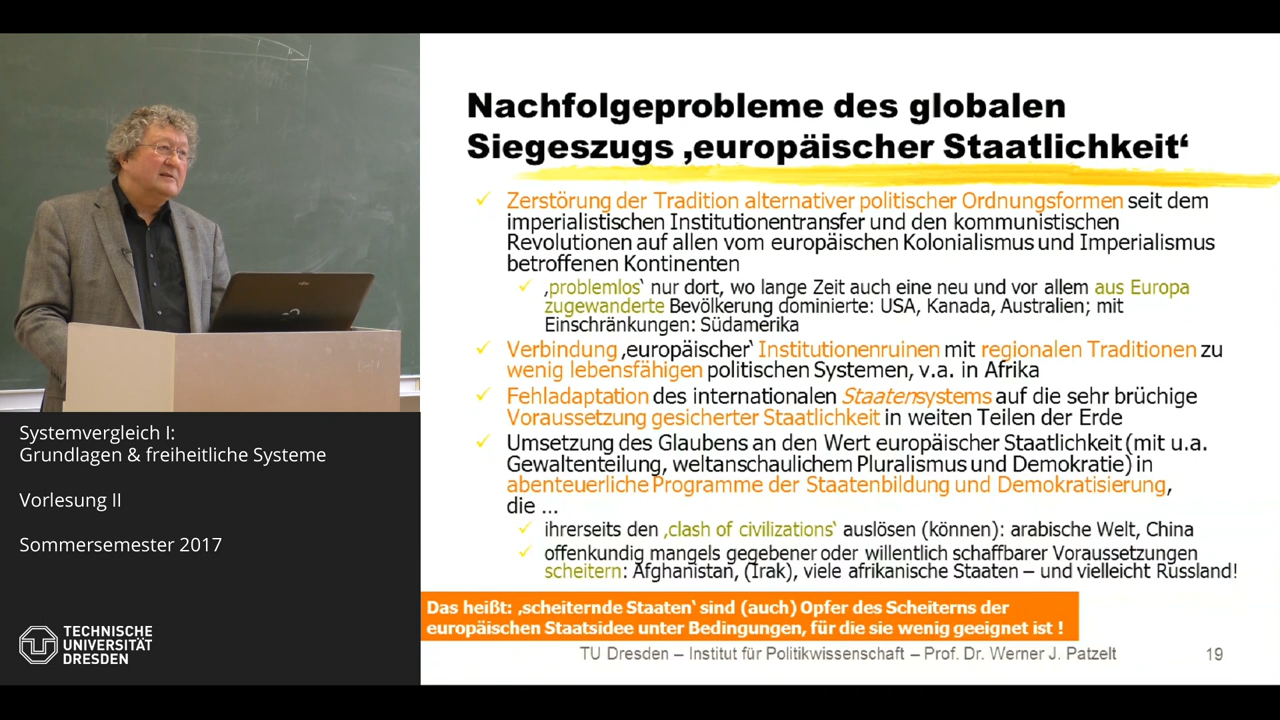 Nachfolgeprobleme des globalen
Siegeszugs ‚europäischer Staatlichkeit‘
Zerstörung der Tradition alternativer politischer Ordnungsformen seit dem
imperialistischen Institutionentransfer und den kommunistischen
Revolutionen auf allen vom europäischen Kolonialismus und Imperialismus
betroffenen Kontinenten
‚problemlos‘ nur dort, wo lange Zeit auch eine neu und vor allem aus Europa
zugewanderte Bevölkerung dominierte: USA, Kanada, Australien; mit
Einschränkungen: Südamerika
Verbindung ‚europäischer‘ Institutionenruinen mit regionalen Traditionen zu
wenig lebensfähigen politischen Systemen, v.a. in Afrika
Fehladaptation des internationalen Staatensystems auf die sehr brüchige
Voraussetzung gesicherter Staatlichkeit in weiten Teilen der Erde
Umsetzung des Glaubens an den Wert europäischer Staatlichkeit (mit u.a.
Gewaltenteilung, weltanschaulichem Pluralismus und Demokratie) in
abenteuerliche Programme der Staatenbildung und Demokratisierung,
die ...
ihrerseits den ‚clash of civilizations‘ auslösen (können): arabische Welt, China
offenkundig mangels gegebener oder willentlich schaffbarer Voraussetzungen
scheitern: Afghanistan, (Irak), viele afrikanische Staaten – und vielleicht Russland!
Das heißt: ‚scheiternde Staaten‘ sind (auch) Opfer des Scheiterns der
europäischen Staatsidee unter Bedingungen, für die sie wenig geeignet ist !
TU Dresden – Institut für Politikwissenschaft – Prof. Dr. Werner J. Patzelt
19
Systemvergleich I:
Grundlagen & freiheitliche Systeme
Vorlesung II
Sommersemester 2017
TECHNISCHE
UNIVERSITÄT
DRESDEN